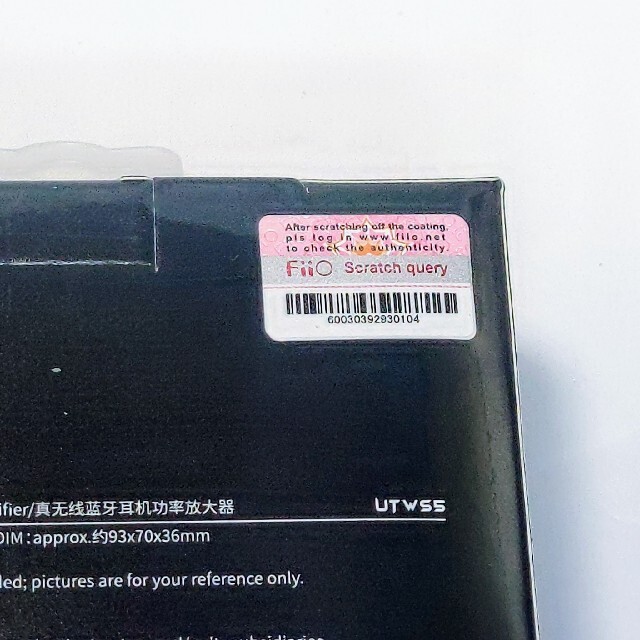 After scratching off the coating,
pls log in www.fiio.net
to check the authenticity.
FiiO Scratch query
60030392930104
ifier/真无线蓝牙耳机功率放大器 UTWS5
DIM：approx.约93x70x36mm
led; pictures are for your reference only.